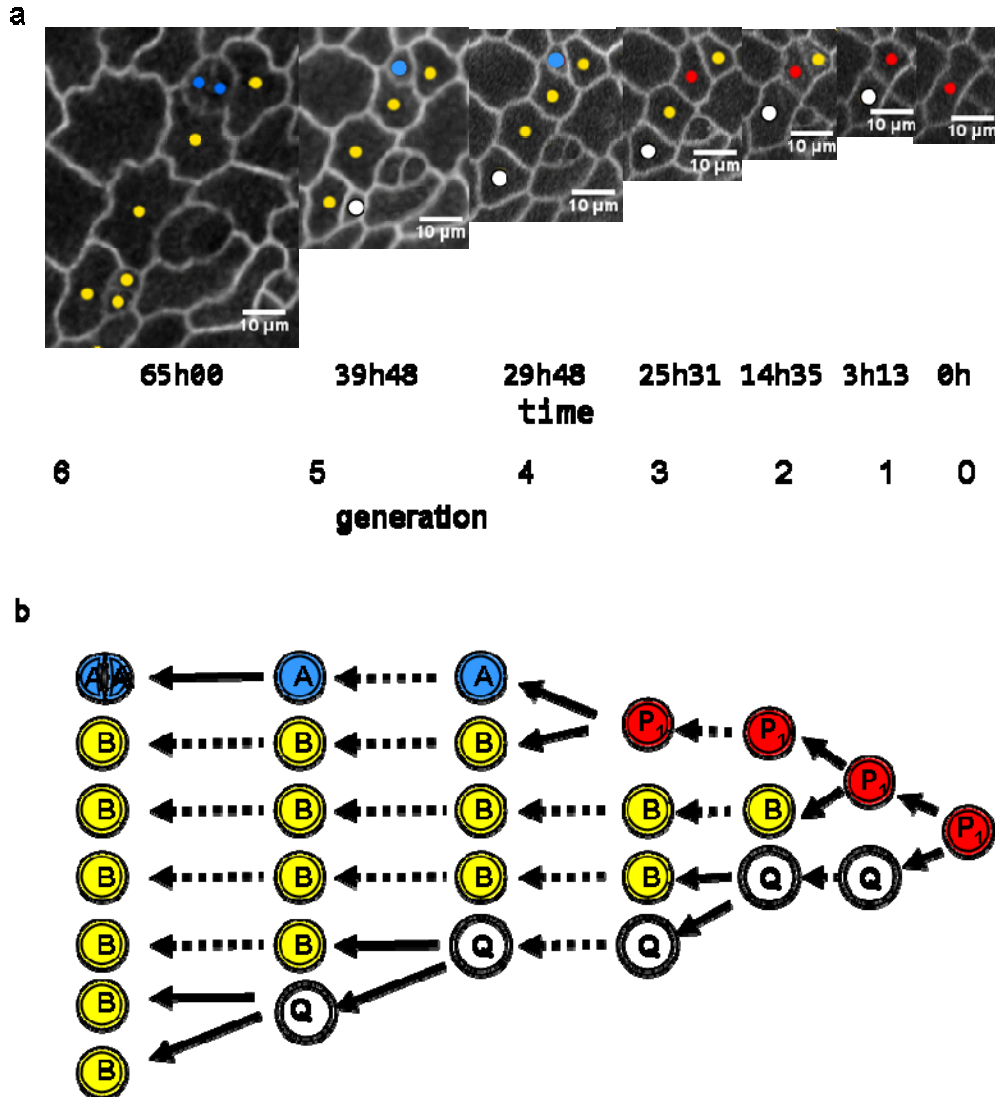 a
10 µm 10 µm 10 µm 10 µm 10 µm 10 µm 10 µm
65h00 39h48 29h48 25h31 14h35 3h13 0h
time
6 5 4 3 2 1 0
generation
b
A A A A
B B B P1 P1
P1
B B B B B
P1
B B B B Q Q
B B Q Q
B Q
B